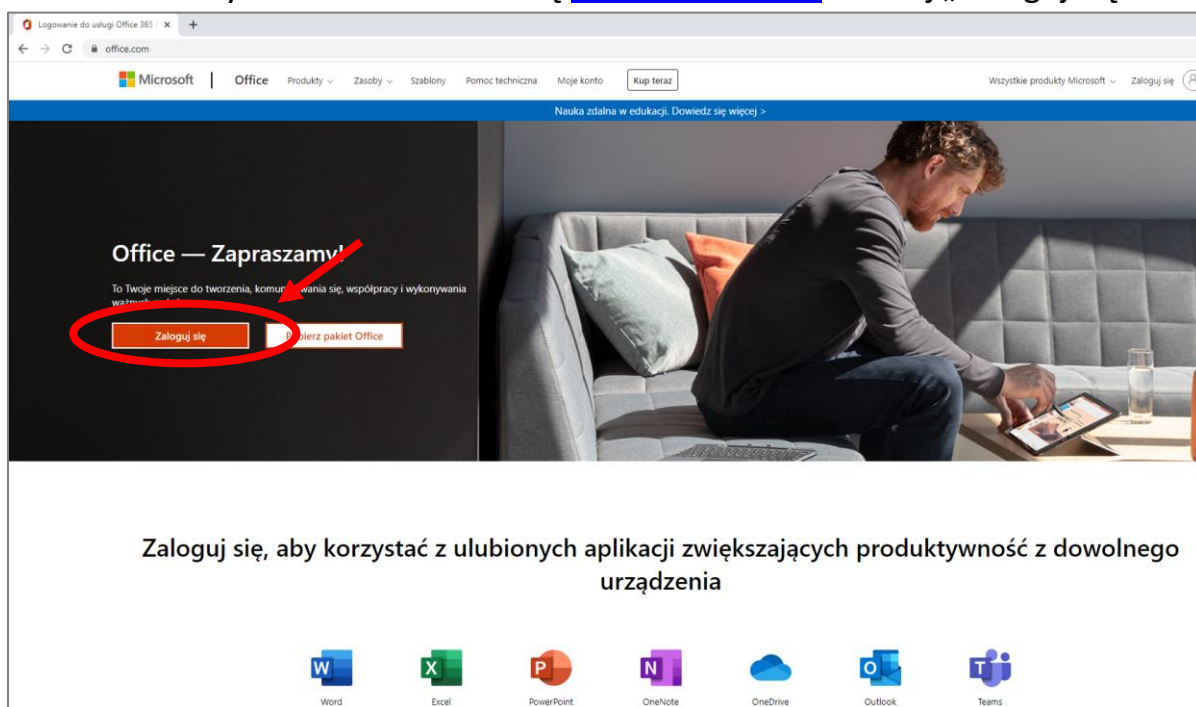 Logowanie do usługi Office 365
office.com
Microsoft | Office Produkty Zasoby Szablony Pomoc techniczna Moje konto Kup teraz Wszystkie produkty Microsoft Zaloguj się
Nauka zdalna w edukacji. Dowiedz się więcej >
Office — Zapraszamy!
To Twoje miejsce do tworzenia, komunikowania się, współpracy i wykonywania
Zaloguj się
pakiet Office
Zaloguj się, aby korzystać z ulubionych aplikacji zwiększających produktywność z dowolnego
urządzenia
Word Excel PowerPoint OneNote OneDrive Outlook Teams